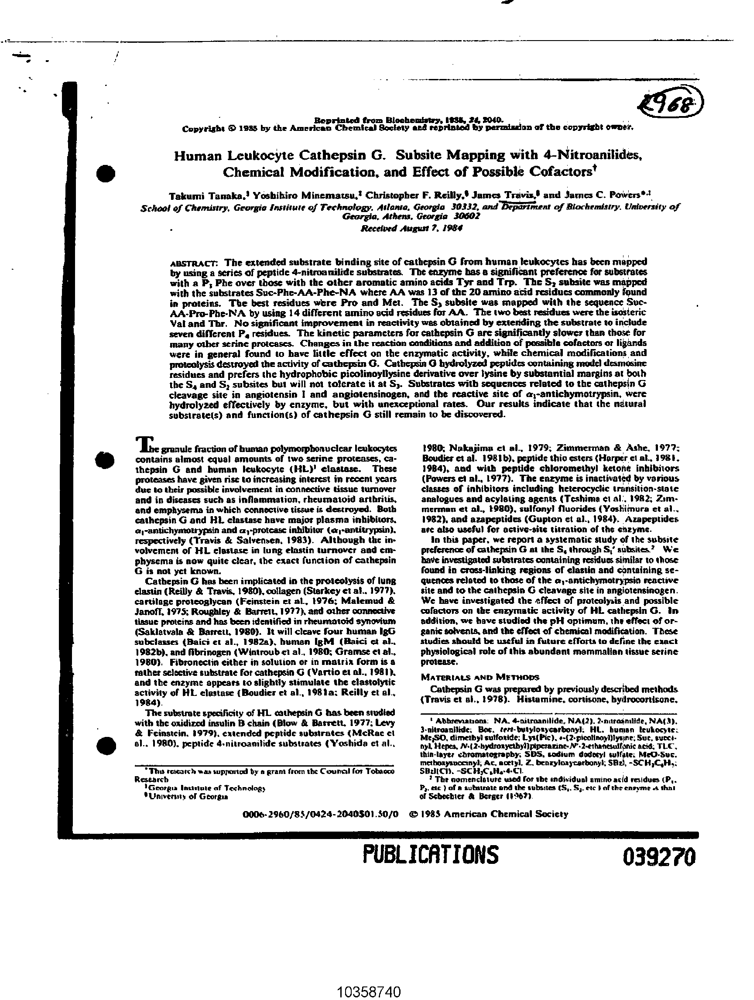 2968
Reprinted from Biochemistry, 1985, 24, 2040.
Copyright © 1985 by the American Chemical Society and reprinted by permission of the copyright owner.
Human Leukocyte Cathepsin G. Subsite Mapping with 4-Nitroanilides,
Chemical Modification, and Effect of Possible Cofactors†
Takumi Tanaka,‡ Yoshihiro Minematsu,‡ Christopher F. Reilly,§ James Travis,§ and James C. Powers*,‡
School of Chemistry, Georgia Institute of Technology, Atlanta, Georgia 30332, and Department of Biochemistry, University of
Georgia, Athens, Georgia 30602
Received August 7, 1984
ABSTRACT: The extended substrate binding site of cathepsin G from human leukocytes has been mapped
by using a series of peptide 4-nitroanilide substrates. The enzyme has a significant preference for substrates
with a P₁ Phe over those with the other aromatic amino acids Tyr and Trp. The S₂ subsite was mapped
with the substrates Suc-Phe-AA-Phe-NA where AA was 13 of the 20 amino acid residues commonly found
in proteins. The best residues were Pro and Met. The S₃ subsite was mapped with the sequence Suc-
AA-Pro-Phe-NA by using 14 different amino acid residues for AA. The two best residues were the isosteric
Val and Thr. No significant improvement in reactivity was obtained by extending the substrate to include
seven different P₄ residues. The kinetic parameters for cathepsin G are significantly slower than those for
many other serine proteases. Changes in the reaction conditions and addition of possible cofactors or ligands
were in general found to have little effect on the enzymatic activity, while chemical modifications and
proteolysis destroyed the activity of cathepsin G. Cathepsin G hydrolyzed peptides containing model desmosine
residues and prefers the hydrophobic picolinoyllysine derivative over lysine by substantial margins at both
the S₄ and S₂ subsites but will not tolerate it at S₃. Substrates with sequences related to the cathepsin G
cleavage site in angiotensin I and angiotensinogen, and the reactive site of α₁-antichymotrypsin, were
hydrolyzed effectively by enzyme, but with unexceptional rates. Our results indicate that the natural
substrate(s) and function(s) of cathepsin G still remain to be discovered.
The granule fraction of human polymorphonuclear leukocytes
contains almost equal amounts of two serine proteases, ca-
thepsin G and human leukocyte (HL)¹ elastase. These
proteases have given rise to increasing interest in recent years
due to their possible involvement in connective tissue turnover
and in diseases such as inflammation, rheumatoid arthritis,
and emphysema in which connective tissue is destroyed. Both
cathepsin G and HL elastase have major plasma inhibitors,
α₁-antichymotrypsin and α₁-protease inhibitor (α₁-antitrypsin),
respectively (Travis & Salvensen, 1983). Although the in-
volvement of HL elastase in lung elastin turnover and em-
physema is now quite clear, the exact function of cathepsin
G is not yet known.
Cathepsin G has been implicated in the proteolysis of lung
elastin (Reilly & Travis, 1980), collagen (Starkey et al., 1977),
cartilage proteoglycan (Feinstein et al., 1976; Malemud &
Janoff, 1975; Roughley & Barrett, 1977), and other connective
tissue proteins and has been identified in rheumatoid synovium
(Saklatvala & Barrett, 1980). It will cleave four human IgG
subclasses (Baici et al., 1982a), human IgM (Baici et al.,
1982b), and fibrinogen (Wintroub et al., 1980; Gramse et al.,
1980). Fibronectin either in solution or in matrix form is a
rather selective substrate for cathepsin G (Vartio et al., 1981),
and the enzyme appears to slightly stimulate the elastolytic
activity of HL elastase (Boudier et al., 1981a; Reilly et al.,
1984).
The substrate specificity of HL cathepsin G has been studied
with the oxidized insulin B chain (Blow & Barrett, 1977; Levy
& Feinstein, 1979), extended peptide substrates (McRae et
al., 1980), peptide 4-nitroanilide substrates (Yoshida et al.,
†This research was supported by a grant from the Council for Tobacco
Research
‡Georgia Institute of Technology
§University of Georgia
1980; Nakajima et al., 1979; Zimmerman & Ashe, 1977;
Boudier et al. 1981b), peptide thio esters (Harper et al., 1981,
1984), and with peptide chloromethyl ketone inhibitors
(Powers et al., 1977). The enzyme is inactivated by various
classes of inhibitors including heterocyclic transition-state
analogues and acylating agents (Teshima et al., 1982; Zim-
merman et al., 1980), sulfonyl fluorides (Yoshimura et al.,
1982), and azapeptides (Gupton et al., 1984). Azapeptides
are also useful for active-site titration of the enzyme.
In this paper, we report a systematic study of the subsite
preference of cathepsin G at the S₄ through S₁′ subsites.² We
have investigated substrates containing residues similar to those
found in cross-linking regions of elastin and containing se-
quences related to those of the α₁-antichymotrypsin reactive
site and to the cathepsin G cleavage site in angiotensinogen.
We have investigated the effect of proteolysis and possible
cofactors on the enzymatic activity of HL cathepsin G. In
addition, we have studied the pH optimum, the effect of or-
ganic solvents, and the effect of chemical modification. These
studies should be useful in future efforts to define the exact
physiological role of this abundant mammalian tissue serine
protease.
MATERIALS AND METHODS
Cathepsin G was prepared by previously described methods
(Travis et al., 1978). Histamine, cortisone, hydrocortisone,
¹ Abbreviations: NA, 4-nitroanilide, NA(2), 2-nitroanilide, NA(3),
3-nitroanilide; Boc, tert-butyloxycarbonyl; HL, human leukocyte;
Me₂SO, dimethyl sulfoxide; Lys(Pic), ε-(2-picolinoyl)lysine; Suc, succi-
nyl, Hepes, N-(2-hydroxyethyl)piperazine-N′-2-ethanesulfonic acid; TLC,
thin-layer chromatography; SDS, sodium dodecyl sulfate; MeO-Suc,
methoxysuccinyl; Ac, acetyl, Z, benzyloxycarbonyl; SBzl, -SCH₂C₆H₅;
SBzl(Cl), -SCH₂C₆H₄-4-Cl.
² The nomenclature used for the individual amino acid residues (P₁,
P₂, etc.) of a substrate and the subsites (S₁, S₂, etc.) of the enzyme is that
of Schechter & Berger (1967).
0006-2960/85/0424-2040$01.50/0 © 1985 American Chemical Society
PUBLICATIONS
039270
10358740